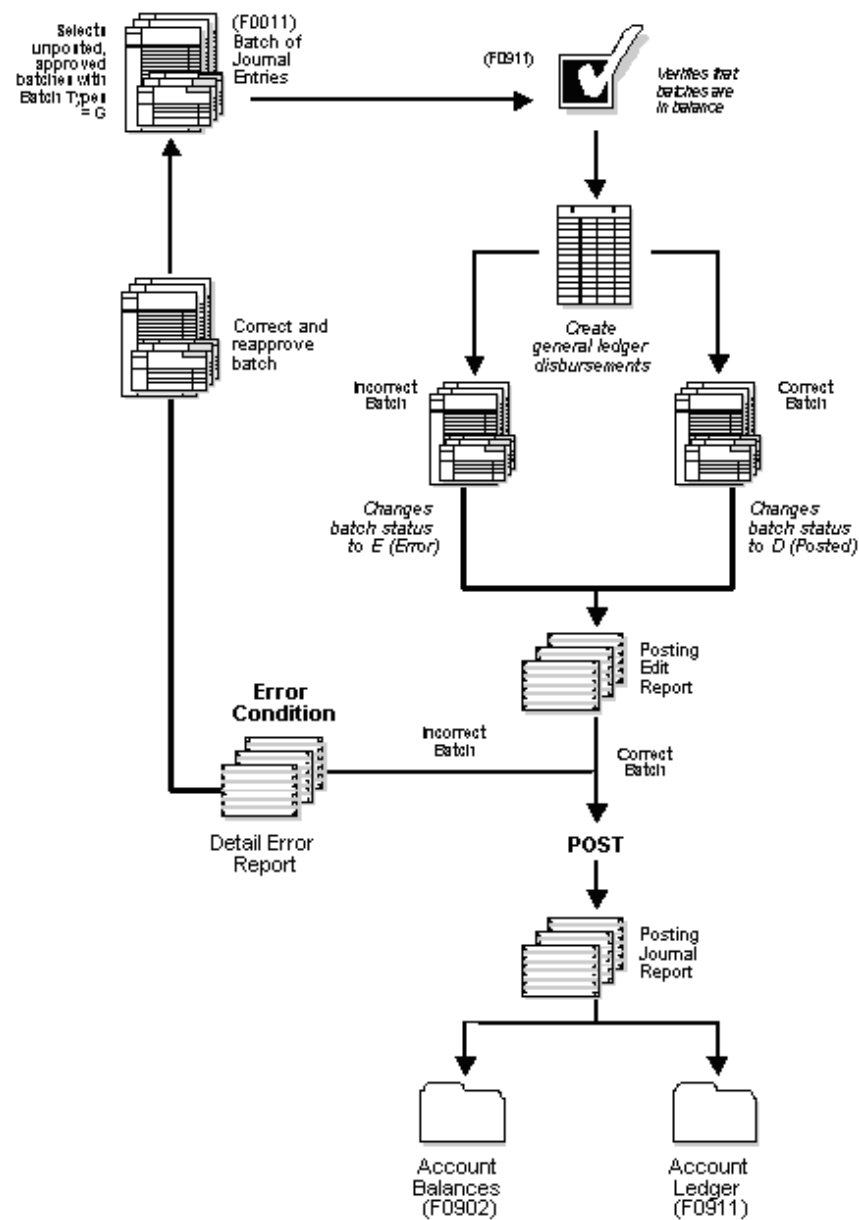 Selects
unposted,
approved
batches with
Batch Types
= G
(F0011)
Batch of
Journal
Entries
(F0911)
Verifies that
batches are
in balance
Correct and
reapprove
batch
Create
general ledger
disbursements
Incorrect
Batch
Correct
Batch
Changes
batch status
to E (Error)
Changes
batch status
to D (Posted)
Posting
Edit
Report
Error
Condition
Incorrect
Batch
Correct
Batch
Detail Error
Report
POST
Posting
Journal
Report
Account
Balances
(F0902)
Account
Ledger
(F0911)